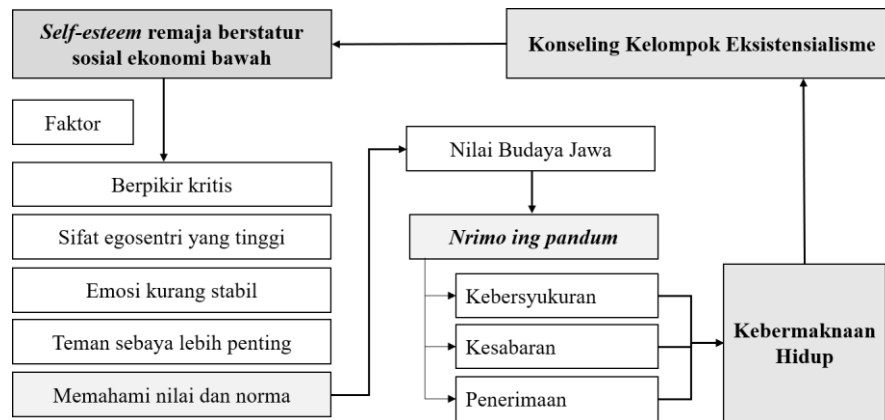 Self-esteem remaja berstatur
sosial ekonomi bawah
Konseling Kelompok Eksistensialisme
Faktor
Berpikir kritis
Sifat egosentri yang tinggi
Emosi kurang stabil
Teman sebaya lebih penting
Memahami nilai dan norma
Nilai Budaya Jawa
Nrimo ing pandum
Kebersyukuran
Kesabaran
Penerimaan
Kebermaknaan
Hidup